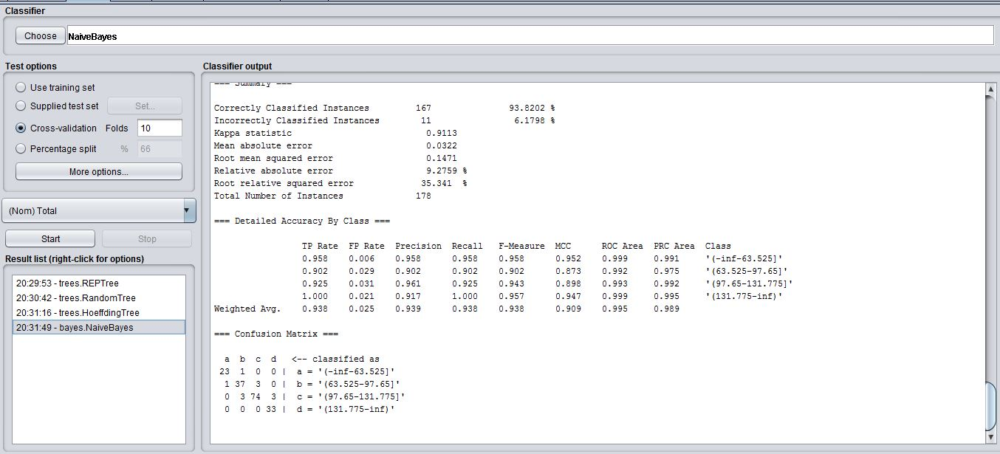 Classifier
Choose NaiveBayes
Test options
Use training set
Supplied test set Set...
Cross-validation Folds 10
Percentage split % 66
More options...
(Nom) Total
Start Stop
Result list (right-click for options)
20:29:53 - trees.REPTree
20:30:42 - trees.RandomTree
20:31:16 - trees.HoeffdingTree
20:31:49 - bayes.NaiveBayes
Classifier output
=== Summary ===
Correctly Classified Instances 167 93.8202 %
Incorrectly Classified Instances 11 6.1798 %
Kappa statistic 0.9113
Mean absolute error 0.0322
Root mean squared error 0.1471
Relative absolute error 9.2759 %
Root relative squared error 35.341 %
Total Number of Instances 178
=== Detailed Accuracy By Class ===
TP Rate FP Rate Precision Recall F-Measure MCC ROC Area PRC Area Class
0.958 0.006 0.958 0.958 0.958 0.952 0.999 0.991 '(-inf-63.525]'
0.902 0.029 0.902 0.902 0.902 0.873 0.992 0.975 '(63.525-97.65]'
0.925 0.031 0.961 0.925 0.943 0.898 0.993 0.992 '(97.65-131.775]'
1.000 0.021 0.917 1.000 0.957 0.947 0.999 0.995 '(131.775-inf)'
Weighted Avg. 0.938 0.025 0.939 0.938 0.938 0.909 0.995 0.989
=== Confusion Matrix ===
a b c d <-- classified as
23 1 0 0 | a = '(-inf-63.525]'
1 37 3 0 | b = '(63.525-97.65]'
0 3 74 3 | c = '(97.65-131.775]'
0 0 0 33 | d = '(131.775-inf)'